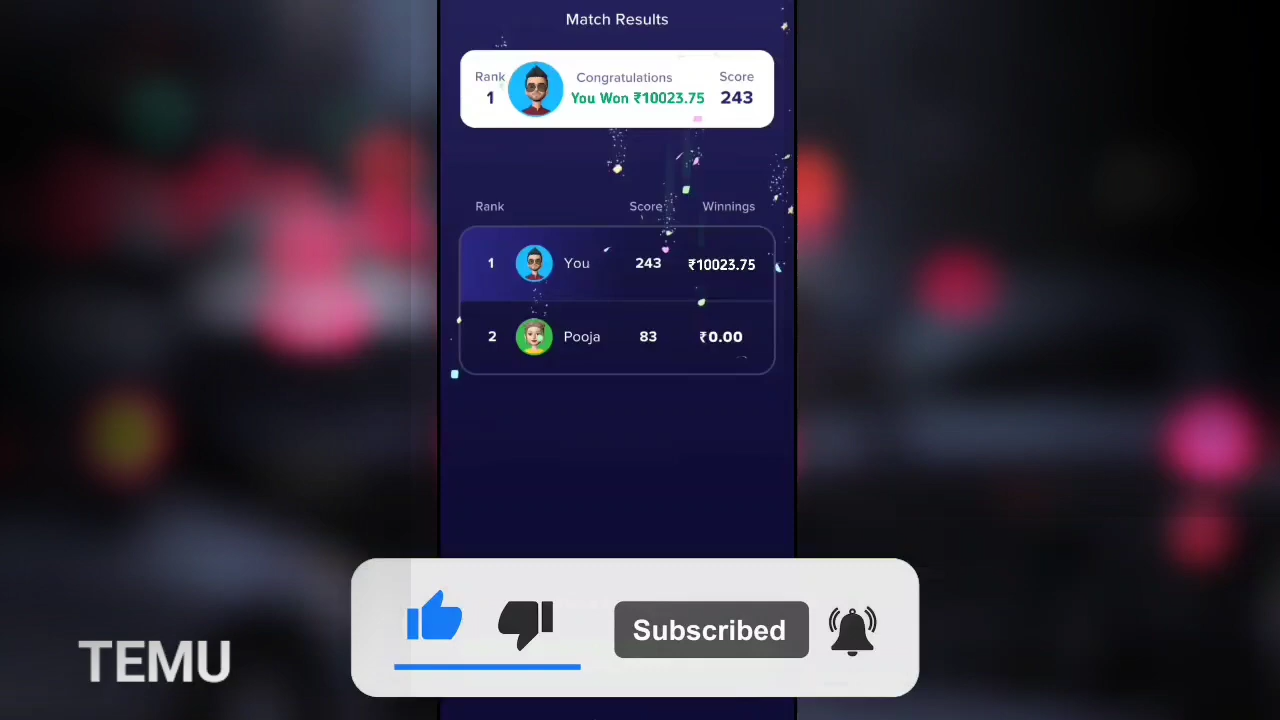 Match Results
Rank Congratulations Score
1 You Won ₹10023.75 243
Rank Score Winnings
1 You 243 ₹10023.75
2 Pooja 83 ₹0.00
Subscribed
TEMU